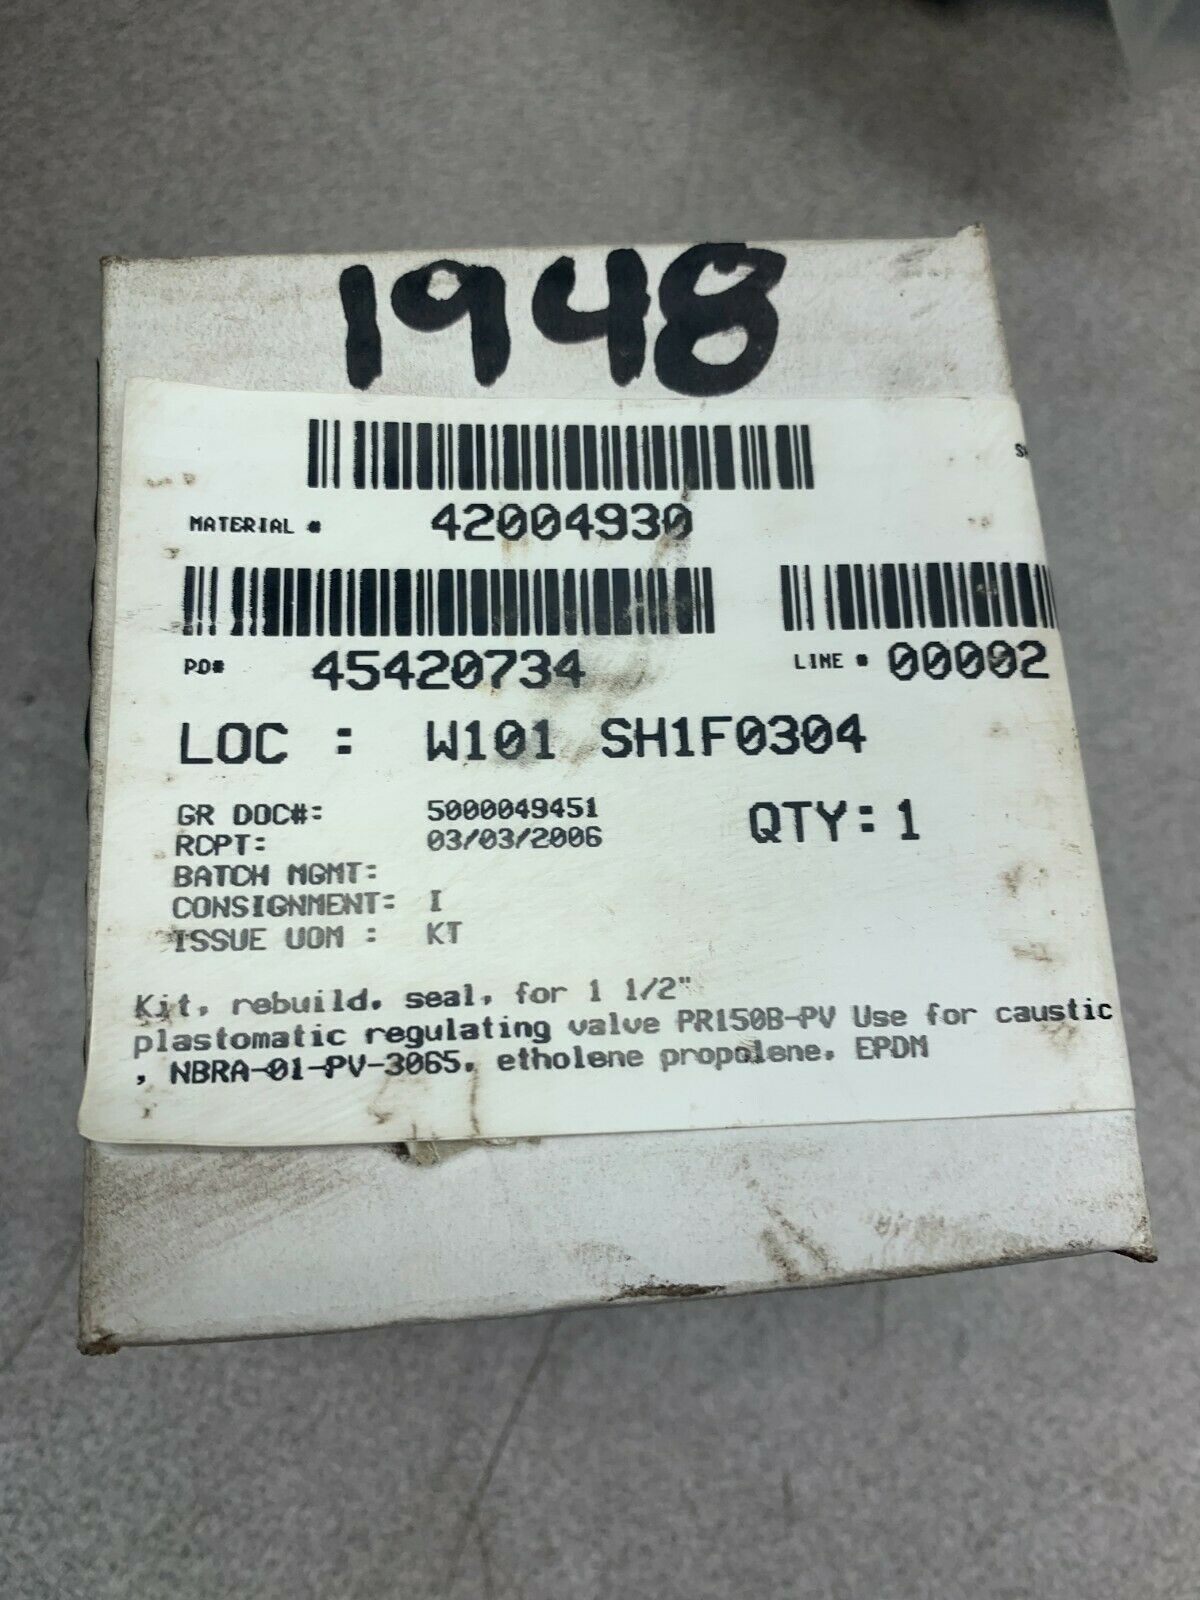 1948
MATERIAL # 42004930
PO# 45420734 LINE # 00002
LOC : W101 SH1F0304
GR DOC#: 5000049451 QTY: 1
RCPT: 03/03/2006
BATCH MGMT:
CONSIGNMENT: I
ISSUE UOM : KT
Kit, rebuild, seal, for 1 1/2"
plastomatic regulating valve PR150B-PV Use for caustic
, NBRA-01-PV-3065, etholene propolene, EPDM